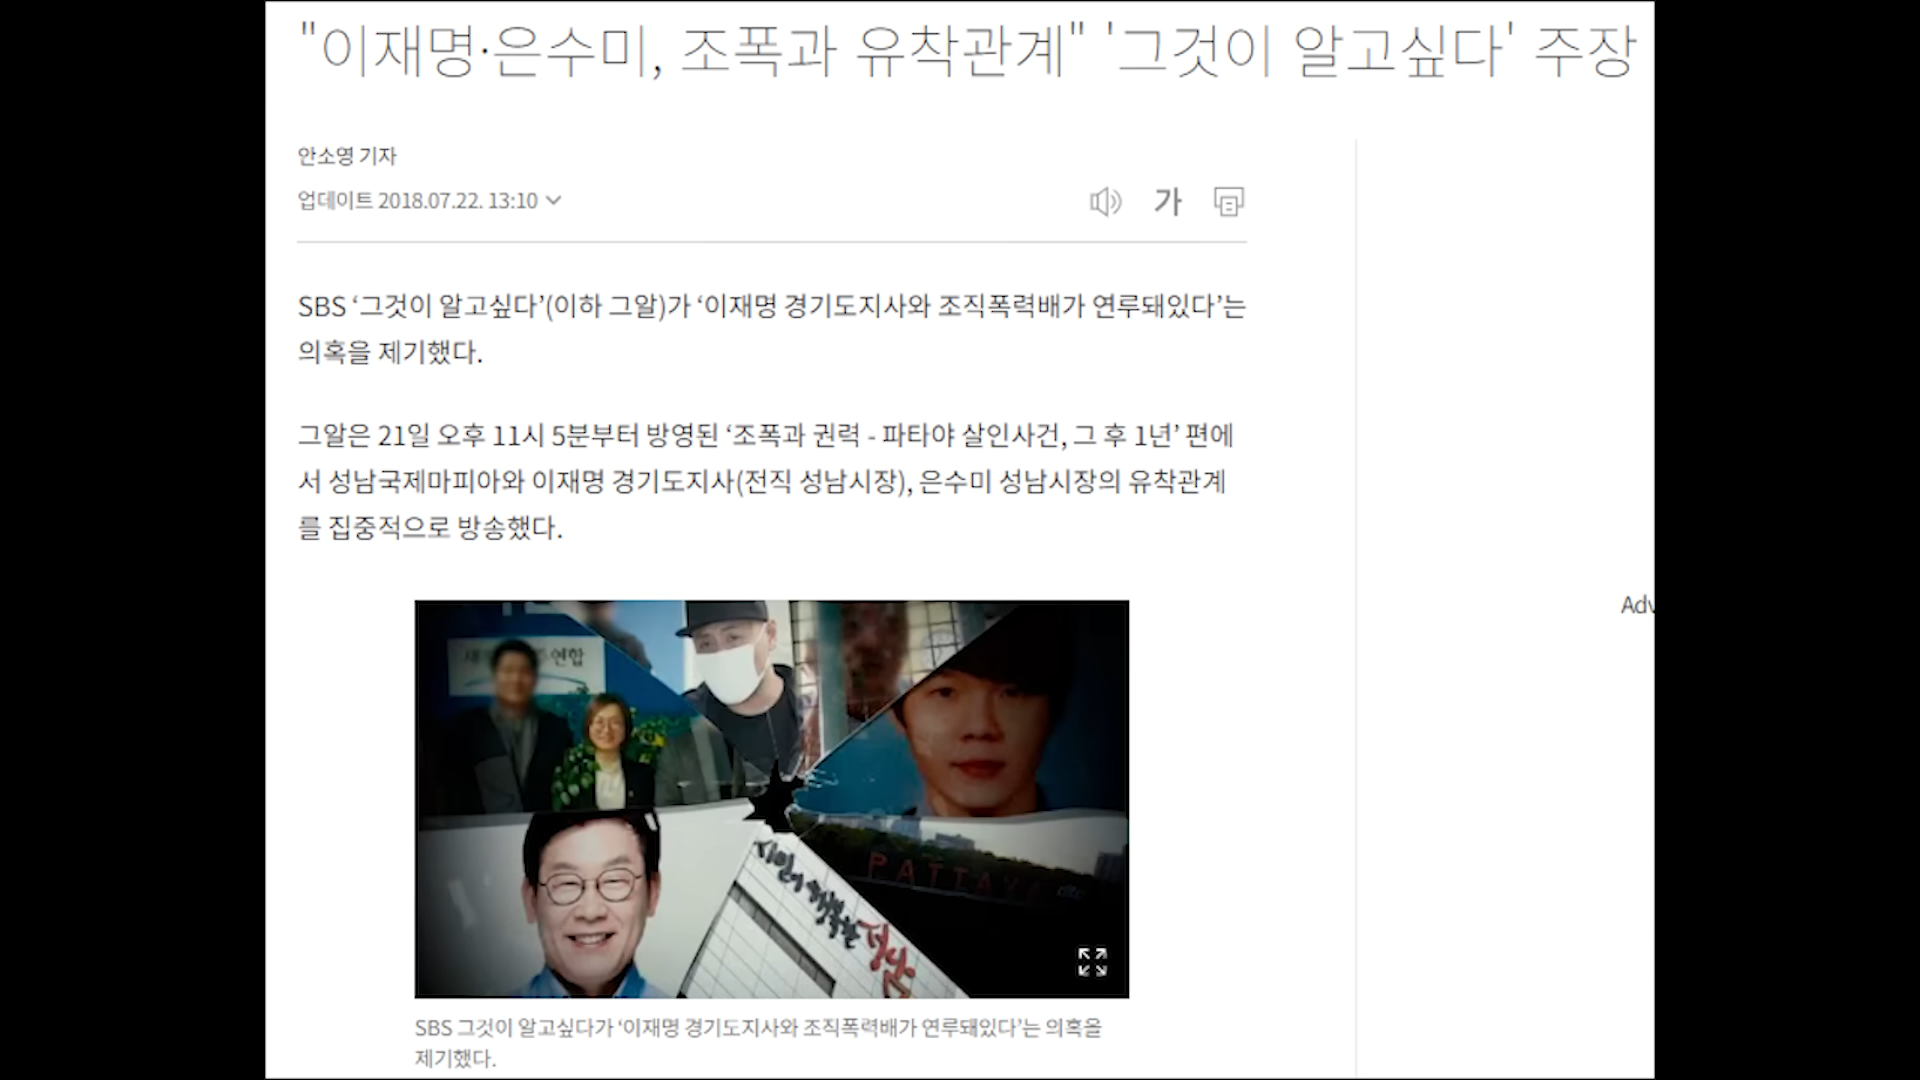 "이재명·은수미, 조폭과 유착관계" '그것이 알고싶다' 주장
안소영 기자
업데이트 2018.07.22. 13:10
가
SBS ‘그것이 알고싶다’(이하 그알)가 ‘이재명 경기도지사와 조직폭력배가 연루돼있다’는
의혹을 제기했다.
그알은 21일 오후 11시 5분부터 방영된 ‘조폭과 권력 - 파타야 살인사건, 그 후 1년’ 편에
서 성남국제마피아와 이재명 경기도지사(전직 성남시장), 은수미 성남시장의 유착관계
를 집중적으로 방송했다.
Adv
연합
시민이 행복한 성남
PATTAYA
SBS 그것이 알고싶다가 ‘이재명 경기도지사와 조직폭력배가 연루돼있다’는 의혹을
제기했다.